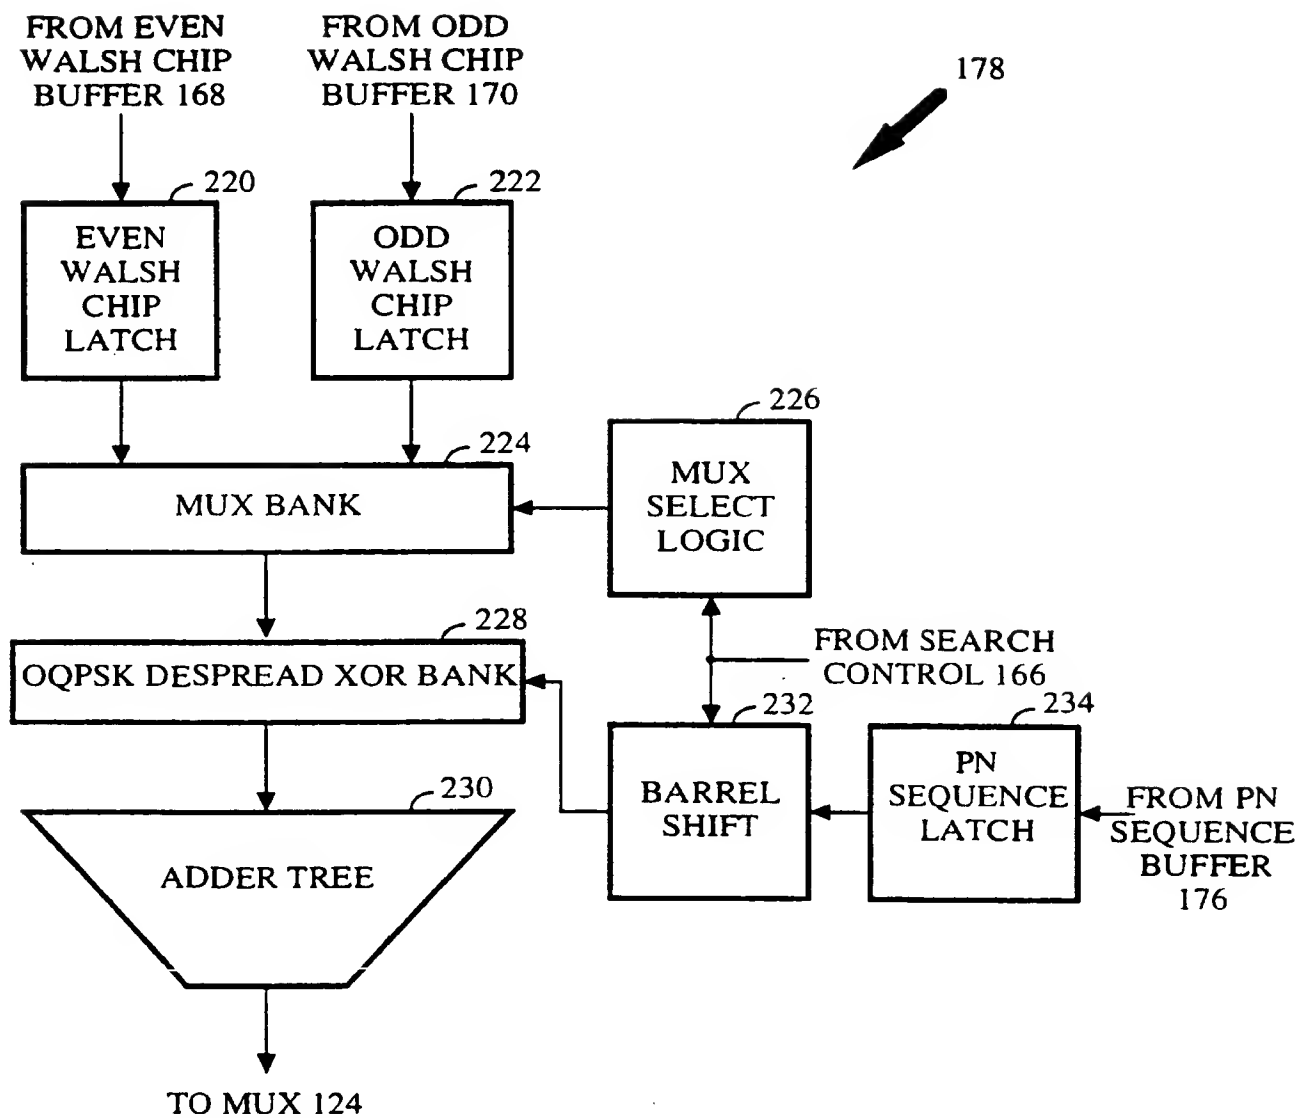 FROM EVEN
WALSH CHIP
BUFFER 168
FROM ODD
WALSH CHIP
BUFFER 170
178
220
EVEN
WALSH
CHIP
LATCH
222
ODD
WALSH
CHIP
LATCH
224
MUX BANK
226
MUX
SELECT
LOGIC
228
OQPSK DESPREAD XOR BANK
FROM SEARCH
CONTROL 166
232
BARREL
SHIFT
234
PN
SEQUENCE
LATCH
FROM PN
SEQUENCE
BUFFER
176
230
ADDER TREE
TO MUX 124